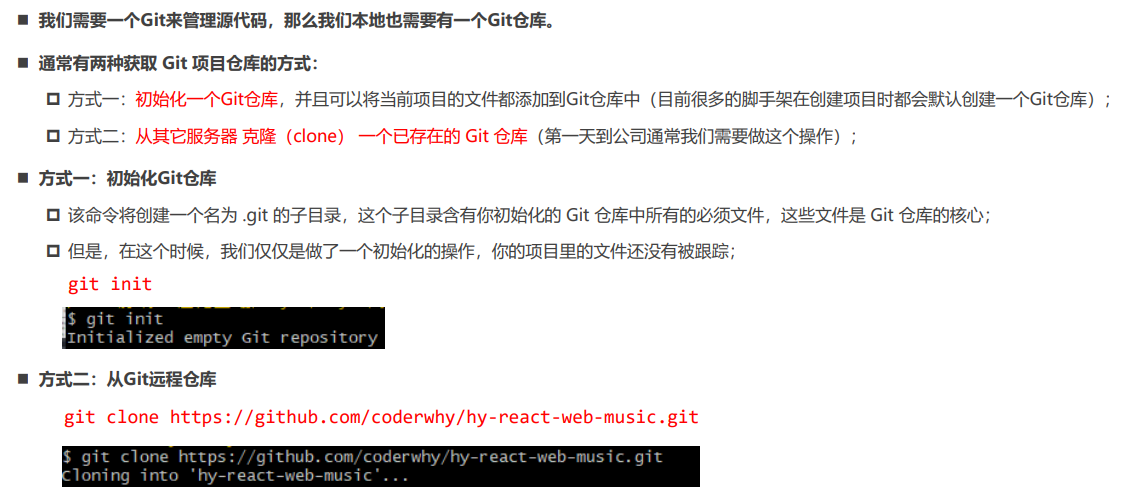 ■ 我们需要一个Git来管理源代码，那么我们本地也需要有一个Git仓库。
■ 通常有两种获取 Git 项目仓库的方式：
方式一：初始化一个Git仓库，并且可以将当前项目的文件都添加到Git仓库中（目前很多的脚手架在创建项目时都会默认创建一个Git仓库）；
方式二：从其它服务器 克隆（clone） 一个已存在的 Git 仓库（第一天到公司通常我们需要做这个操作）；
■ 方式一：初始化Git仓库
该命令将创建一个名为 .git 的子目录，这个子目录含有你初始化的 Git 仓库中所有的必须文件，这些文件是 Git 仓库的核心；
但是，在这个时候，我们仅仅是做了一个初始化的操作，你的项目里的文件还没有被跟踪；
git init
$ git init
Initialized empty Git repository
■ 方式二：从Git远程仓库
git clone https://github.com/coderwhy/hy-react-web-music.git
$ git clone https://github.com/coderwhy/hy-react-web-music.git
Cloning into 'hy-react-web-music'...